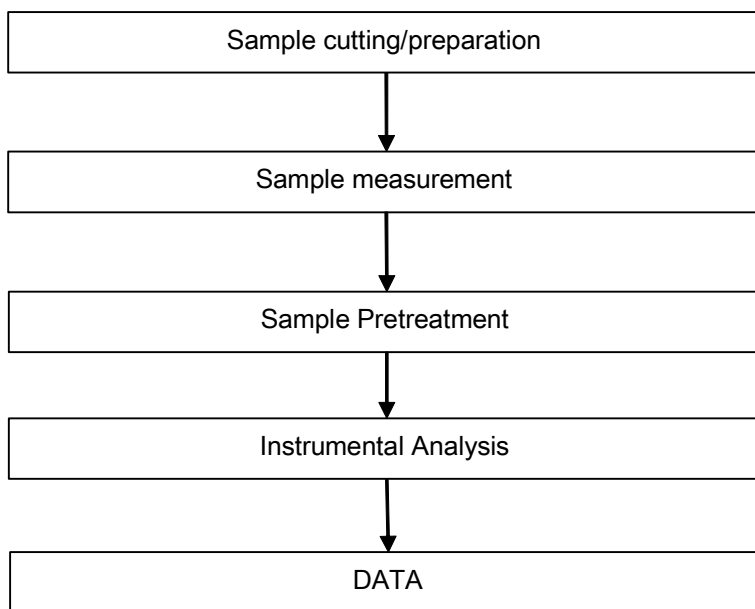 Sample cutting/preparation
Sample measurement
Sample Pretreatment
Instrumental Analysis
DATA